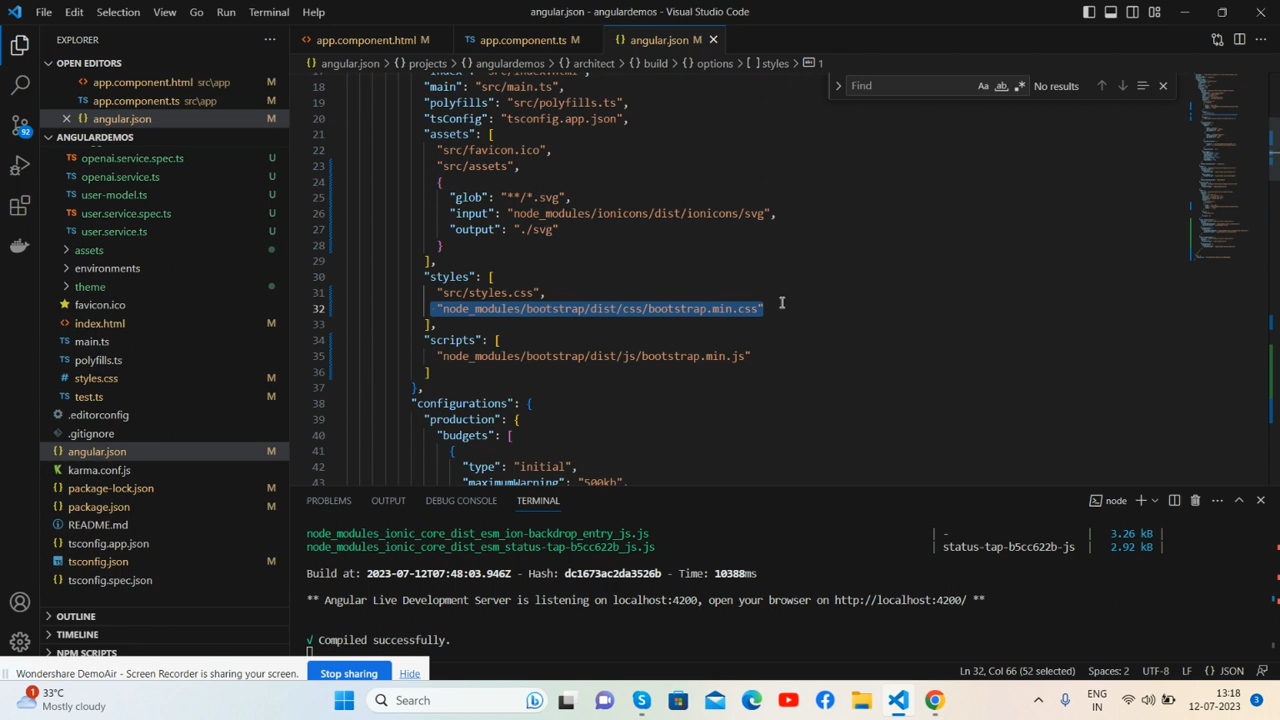 File Edit Selection View Go Run Terminal Help
angular.json - angulardemos - Visual Studio Code
EXPLORER
OPEN EDITORS
app.component.html src\app M
app.component.ts src\app M
angular.json M
92
ANGULARDEMOS
openai.service.spec.ts U
openai.service.ts U
user-model.ts U
user.service.spec.ts U
user.service.ts U
assets
environments
theme
favicon.ico
index.html M
main.ts
polyfills.ts
styles.css M
test.ts M
.editorconfig
.gitignore
angular.json M
karma.conf.js
package-lock.json M
package.json M
README.md
tsconfig.app.json
tsconfig.json M
tsconfig.spec.json
OUTLINE
TIMELINE
NPM SCRIPTS
app.component.html M
app.component.ts M
angular.json M
angular.json > projects > angulardemos > architect > build > options > [ ] styles > 1
Find Aa ab No results
17 "index": "src/index.html",
18 "main": "src/main.ts",
19 "polyfills": "src/polyfills.ts",
20 "tsConfig": "tsconfig.app.json",
21 "assets": [
22 "src/favicon.ico",
23 "src/assets",
24 {
25 "glob": "**/*.svg",
26 "input": "node_modules/ionicons/dist/ionicons/svg",
27 "output": "./svg"
28 }
29 ],
30 "styles": [
31 "src/styles.css",
32 "node_modules/bootstrap/dist/css/bootstrap.min.css"
33 ],
34 "scripts": [
35 "node_modules/bootstrap/dist/js/bootstrap.min.js"
36 ]
37 },
38 "configurations": {
39 "production": {
40 "budgets": [
41 {
42 "type": "initial",
43 "maximumWarning": "500kb",
PROBLEMS OUTPUT DEBUG CONSOLE TERMINAL
node
node_modules_ionic_core_dist_esm_ion-backdrop_entry_js.js | - | 3.26 kB |
node_modules_ionic_core_dist_esm_status-tap-b5cc622b_js.js | status-tap-b5cc622b-js | 2.92 kB |
Build at: 2023-07-12T07:48:03.946Z - Hash: dc1673ac2da3526b - Time: 10388ms
** Angular Live Development Server is listening on localhost:4200, open your browser on http://localhost:4200/ **
√ Compiled successfully.
Wondershare DemoAir - Screen Recorder is sharing your screen. Stop sharing Hide
Ln 32, Col 66 (52 selected) Spaces: 2 UTF-8 LF {} JSON
1
33°C
Mostly cloudy
Search
ENG
IN
13:18
12-07-2023
3